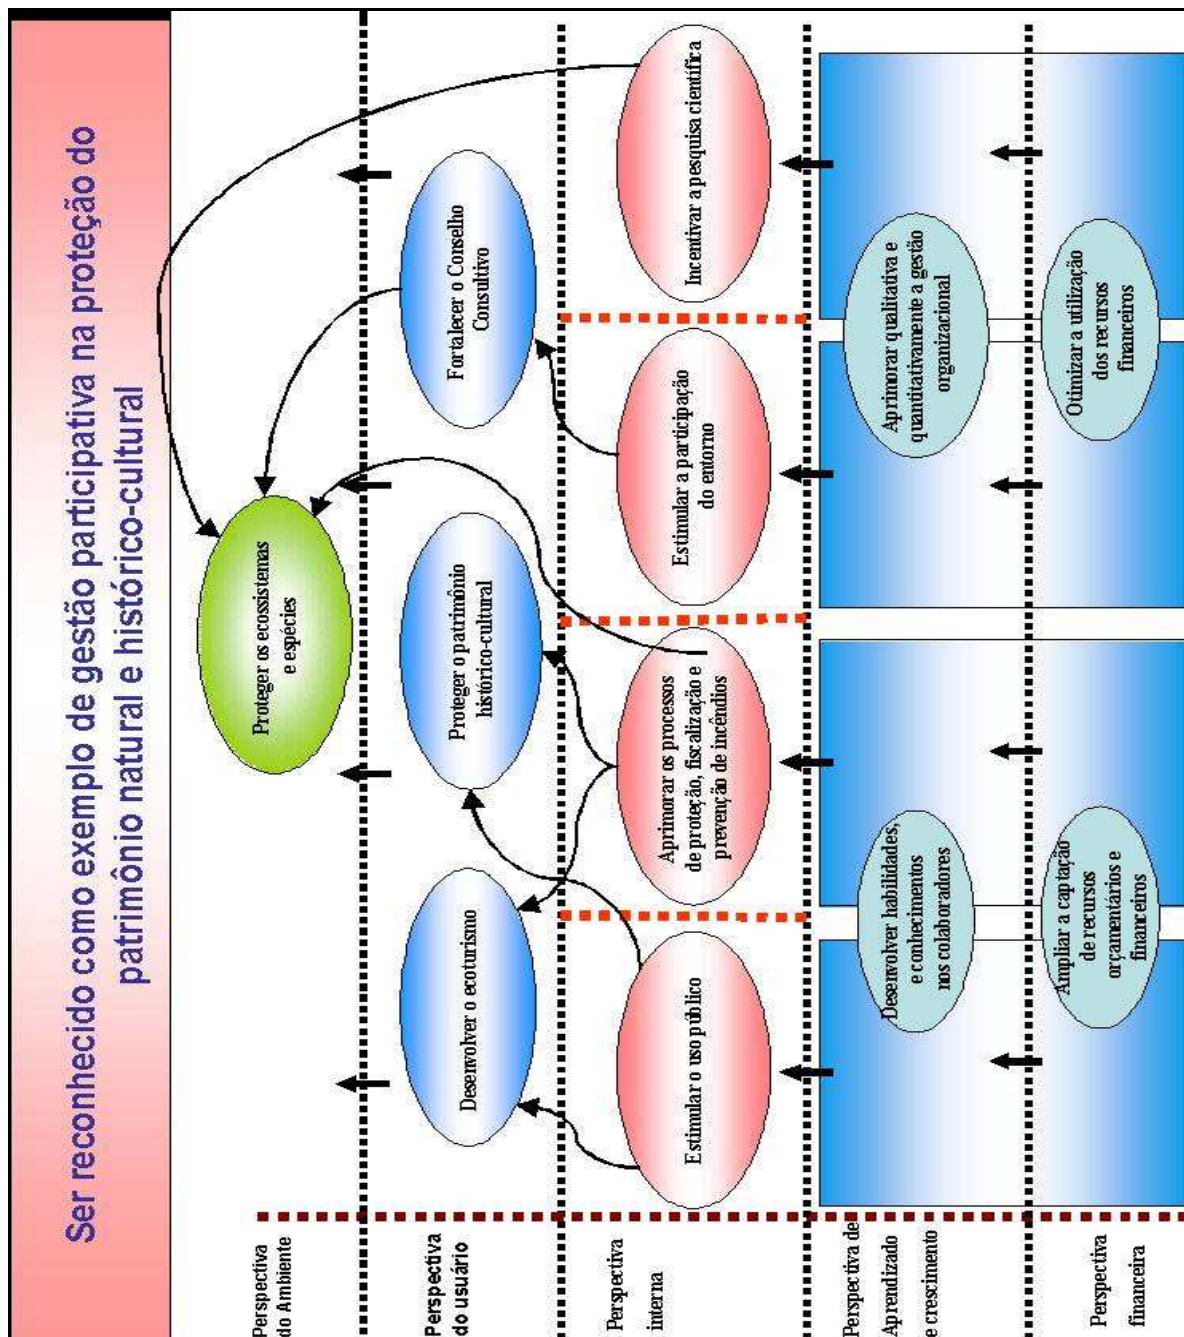 Ser reconhecido como exemplo de gestão participativa na proteção do
patrimônio natural e histórico-cultural
Perspectiva
do Ambiente
Proteger os ecossistemas
e espécies
Perspectiva
do usuário
Desenvolver o ecoturismo
Proteger o patrimônio
histórico-cultural
Fortalecer o Conselho
Consultivo
Perspectiva
interna
Estimular o uso público
Aprimorar os processos
de proteção, fiscalização e
prevenção de incêndios
Estimular a participação
do entorno
Incentivar a pesquisa científica
Perspectiva de
Aprendizado
e crescimento
Desenvolver habilidades,
e conhecimentos
nos colaboradores
Aprimorar qualitativa e
quantitativamente a gestão
organizacional
Perspectiva
financeira
Ampliar a captação
de recursos
orçamentários e
financeiros
Otimizar a utilização
dos recursos
financeiros